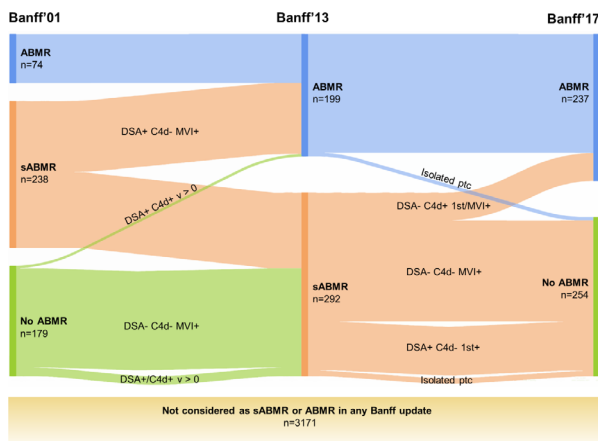 Banff'01
Banff'13
Banff'17
ABMR
n=74
ABMR
n=199
ABMR
n=237
DSA+ C4d- MVI+
sABMR
n=238
Isolated ptc
DSA+ C4d+ v > 0
DSA- C4d+ 1st/MVI+
DSA- C4d- MVI+
sABMR
n=292
No ABMR
n=254
No ABMR
n=179
DSA- C4d- MVI+
DSA+ C4d- 1st+
DSA+/C4d+ v > 0
Isolated ptc
Not considered as sABMR or ABMR in any Banff update
n=3171